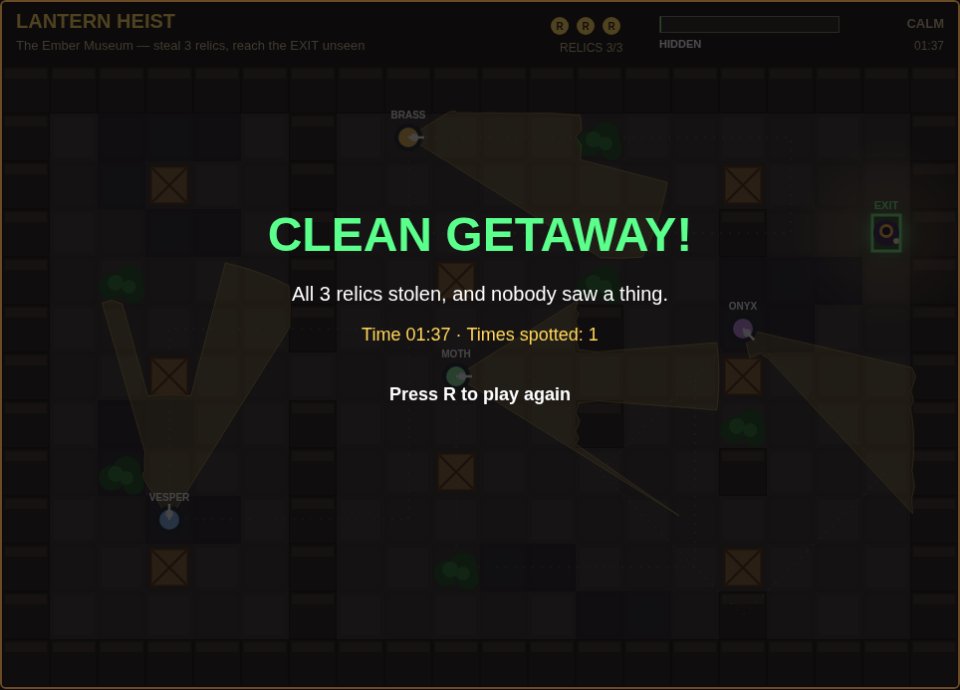 LANTERN HEIST
The Ember Museum — steal 3 relics, reach the EXIT unseen
R R R
RELICS 3/3
HIDDEN
CALM
01:37
BRASS
EXIT
CLEAN GETAWAY!
All 3 relics stolen, and nobody saw a thing.
ONYX
Time 01:37 · Times spotted: 1
MOTH
Press R to play again
VESPER